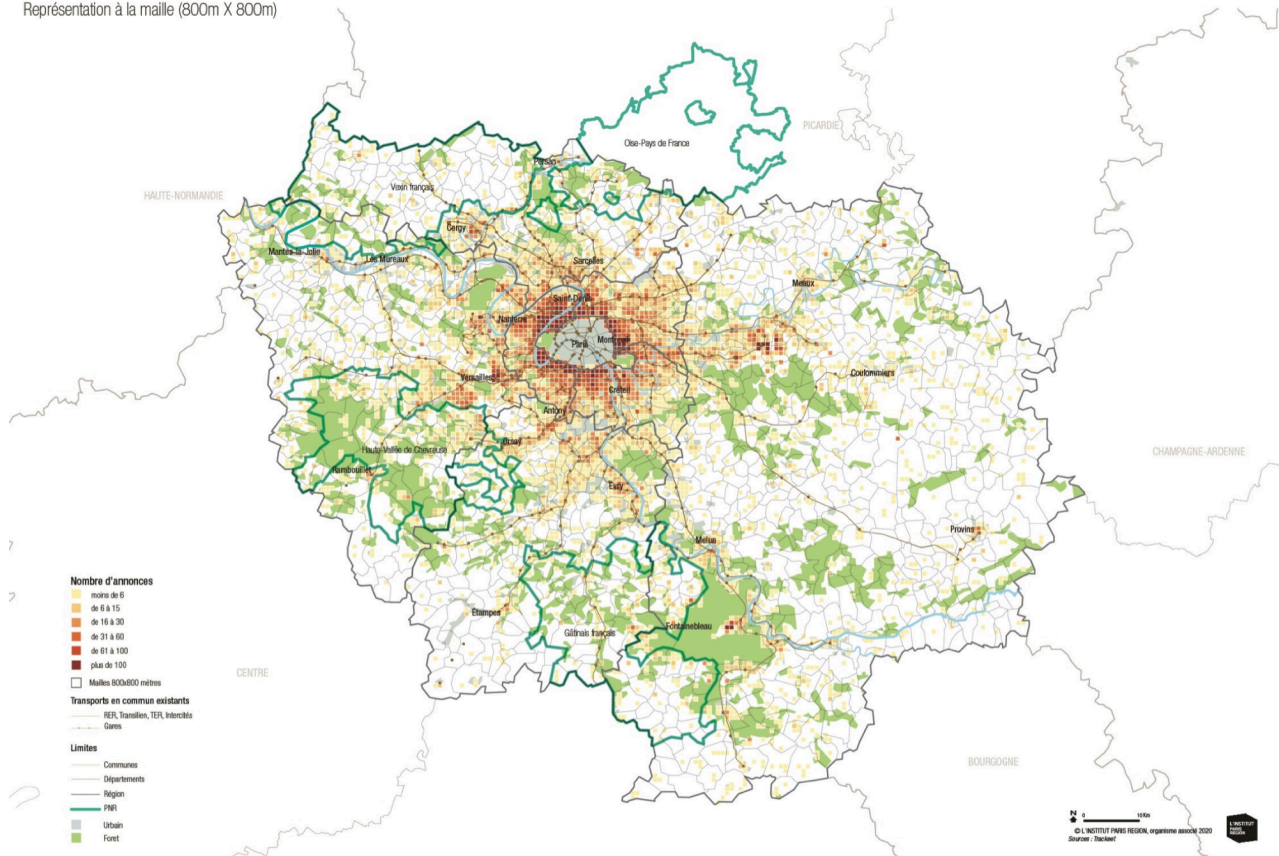 Représentation à la maille (800m X 800m)
PICARDIE
Oise-Pays de France
Persan
Vexin français
HAUTE-NORMANDIE
Cergy
Mantes-la-Jolie
Les Mureaux
Sarcelles
Meaux
Saint-Denis
Nanterre
Paris
Montreuil
Coulommiers
Versailles
Créteil
Antony
Orsay
Haute-Vallée de Chevreuse
CHAMPAGNE-ARDENNE
Rambouillet
Evry
Provins
Melun
Étampes
Fontainebleau
Gâtinais français
CENTRE
BOURGOGNE
Nombre d'annonces
moins de 6
de 6 à 15
de 16 à 30
de 31 à 60
de 61 à 100
plus de 100
Mailles 800x800 mètres
Transports en commun existants
RER, Transilien, TER, Intercités
Gares
Limites
Communes
Départements
Région
PNR
Urbain
Foret
N
0 10 Km
© L'INSTITUT PARIS REGION, organisme associé 2020
Sources : Trackeet
L'INSTITUT
PARIS
REGION